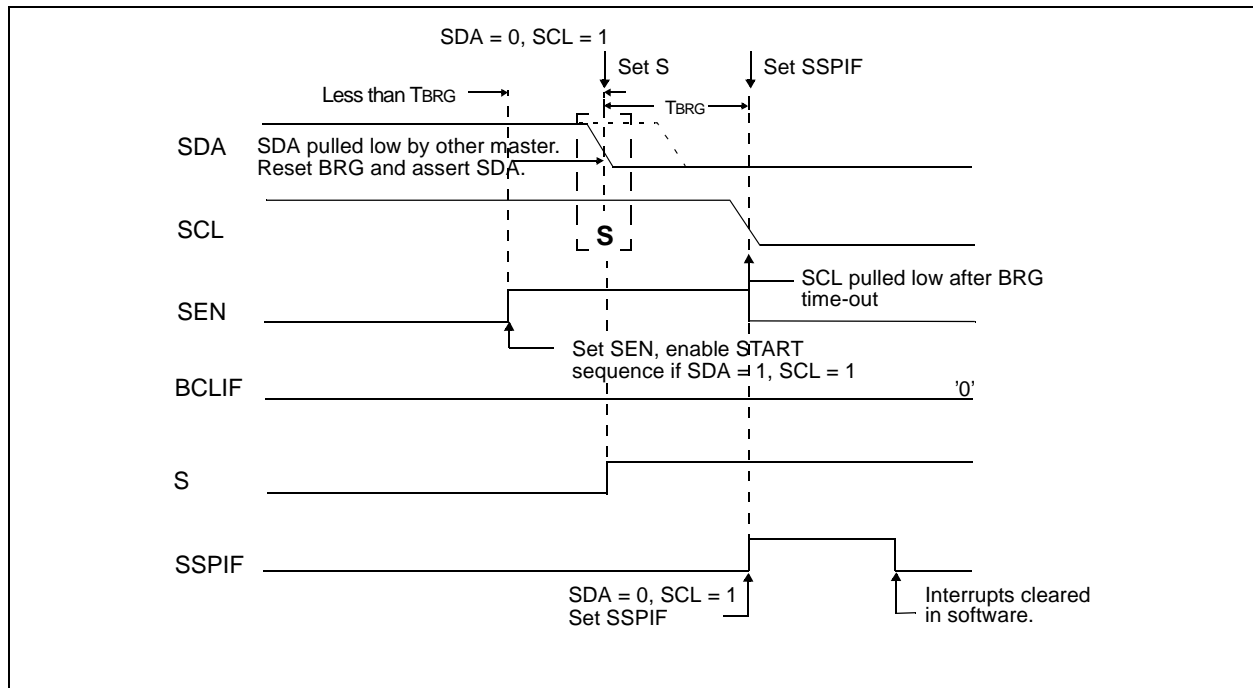 SDA = 0, SCL = 1
Set S
Set SSPIF
Less than TBRG
TBRG
SDA
SDA pulled low by other master.
Reset BRG and assert SDA.
SCL
S
SCL pulled low after BRG
time-out
SEN
Set SEN, enable START
sequence if SDA = 1, SCL = 1
BCLIF
'0'
S
SSPIF
SDA = 0, SCL = 1
Set SSPIF
Interrupts cleared
in software.